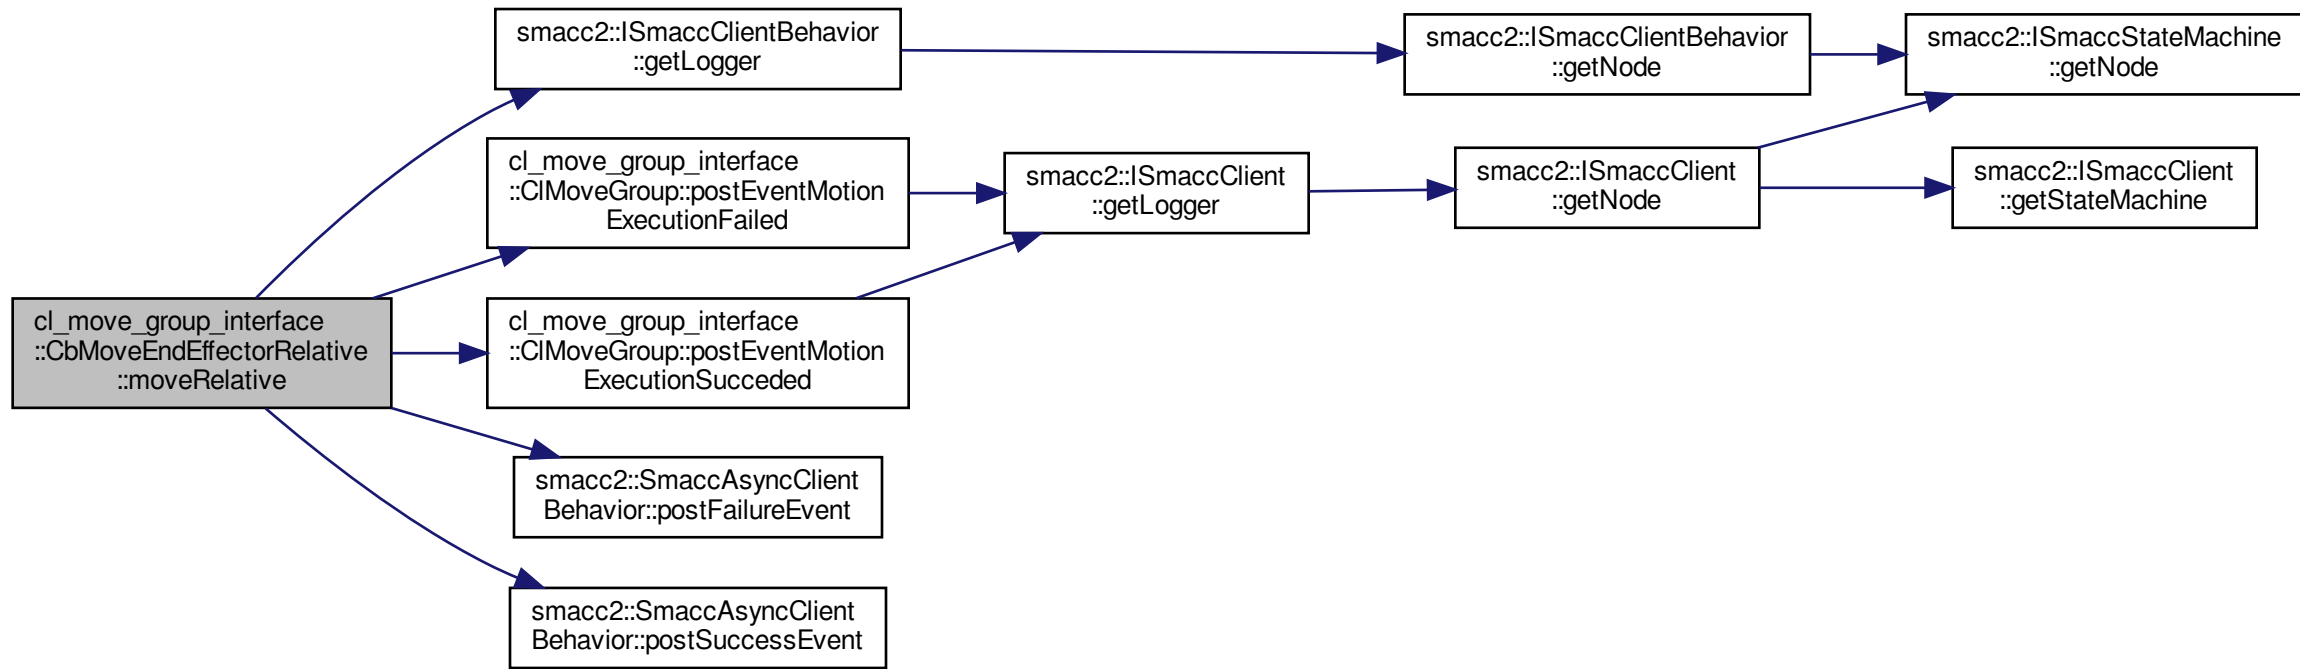 smacc2::ISmaccClientBehavior
::getLogger
smacc2::ISmaccClientBehavior
::getNode
smacc2::ISmaccStateMachine
::getNode
cl_move_group_interface
::ClMoveGroup::postEventMotion
ExecutionFailed
smacc2::ISmaccClient
::getLogger
smacc2::ISmaccClient
::getNode
smacc2::ISmaccClient
::getStateMachine
cl_move_group_interface
::CbMoveEndEffectorRelative
::moveRelative
cl_move_group_interface
::ClMoveGroup::postEventMotion
ExecutionSucceded
smacc2::SmaccAsyncClient
Behavior::postFailureEvent
smacc2::SmaccAsyncClient
Behavior::postSuccessEvent